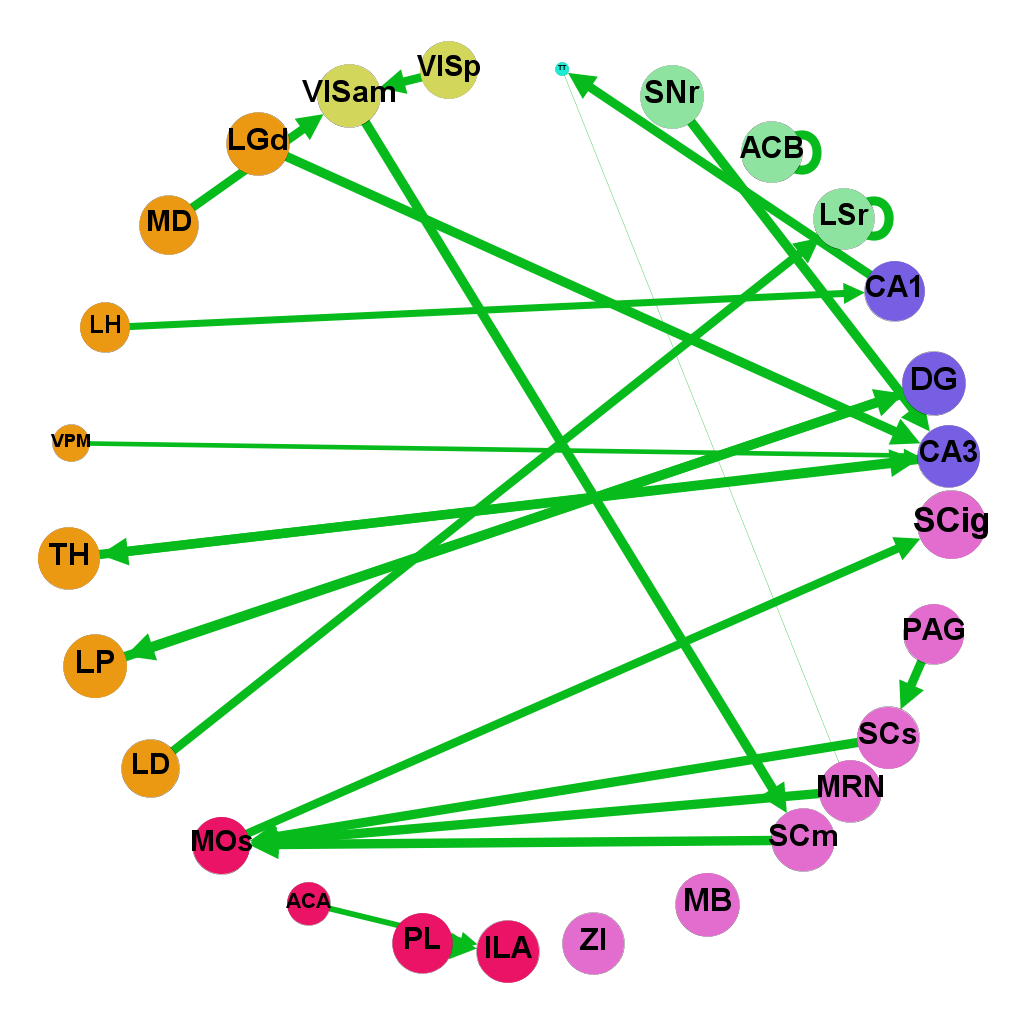 VISp
TT
VISam
SNr
LGd
ACB
MD
LSr
CA1
LH
DG
VPM
CA3
SCig
TH
PAG
LP
SCs
LD
MRN
MOs
SCm
ACA
MB
PL
ILA
ZI